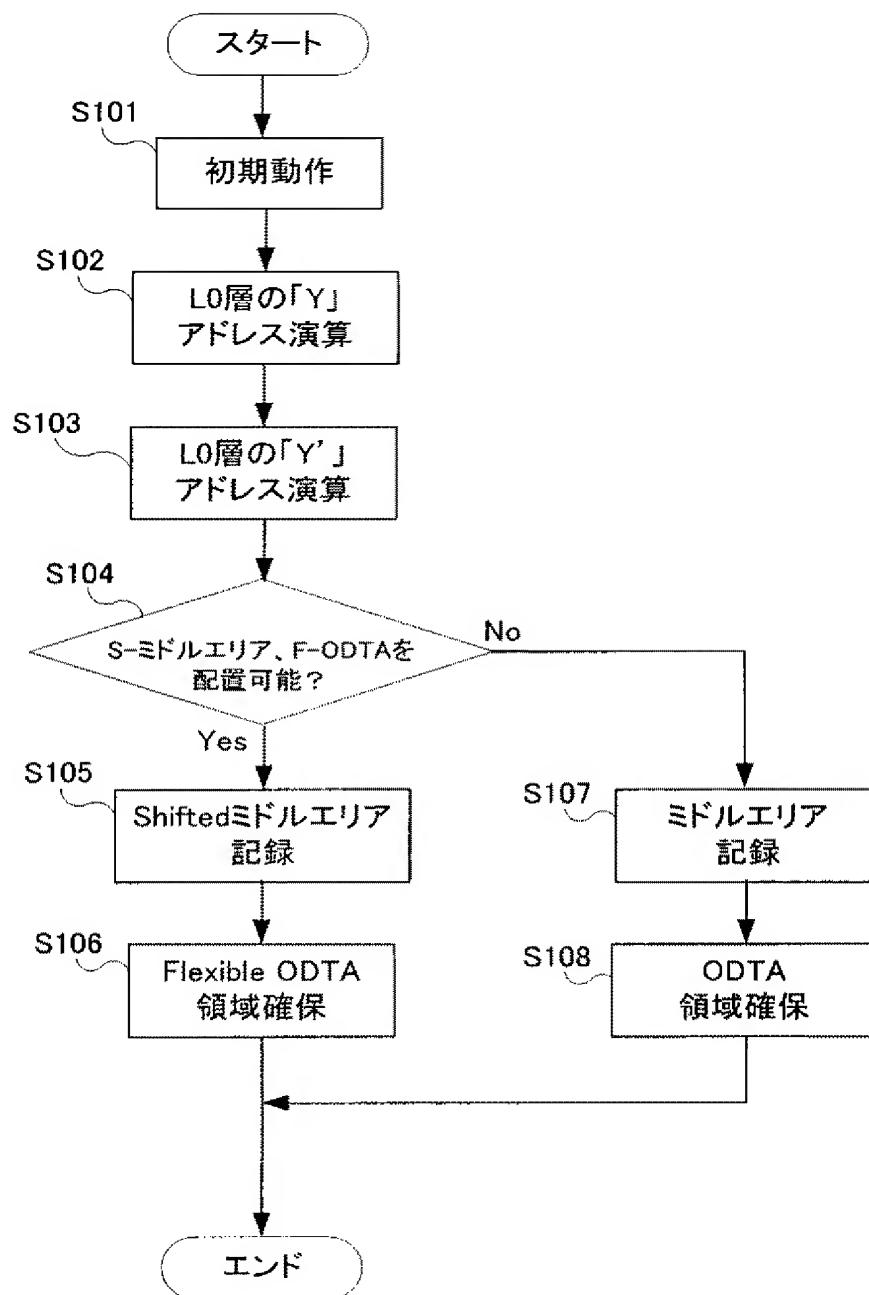 スタート
S101
初期動作
S102
L0層の「Y」
アドレス演算
S103
L0層の「Y'」
アドレス演算
S104
S-ミドルエリア、F-ODTAを
配置可能?
No
Yes
S105
Shiftedミドルエリア
記録
S107
ミドルエリア
記録
S106
Flexible ODTA
領域確保
S108
ODTA
領域確保
エンド